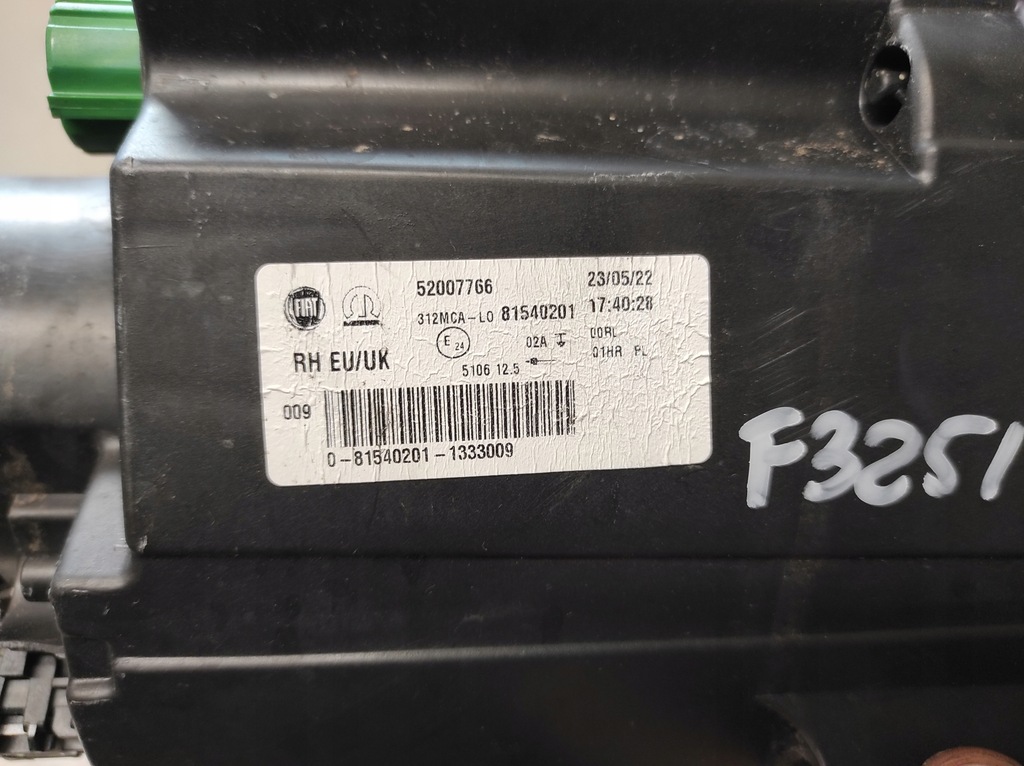 52007766
23/05/22
FIAT
312MCA-LO 81540201
17:40:28
E 24
02A
00RL
RH EU/UK
01HR PL
5106 12.5
009
0-81540201-1333009
F3251